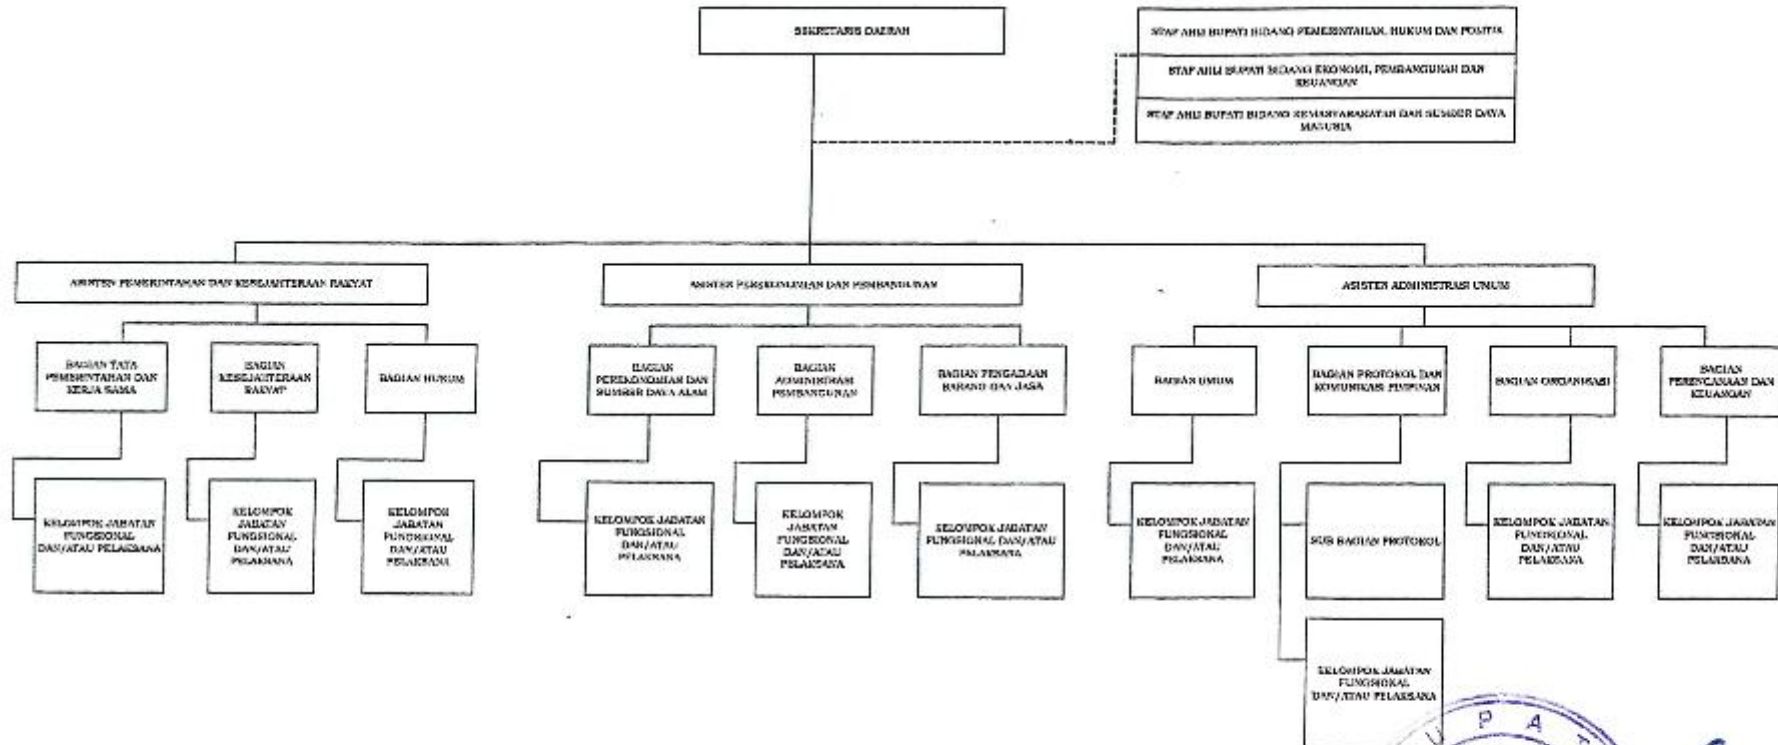 SEKRETARIS DAERAH
STAF AHLI BUPATI BIDANG PEMERINTAHAN, HUKUM DAN POLITIK
STAF AHLI BUPATI BIDANG EKONOMI, PEMBANGUNAN DAN
KEUANGAN
STAF AHLI BUPATI BIDANG KEMASYARAKATAN DAN SUMBER DAYA
MANUSIA
ASISTEN PEMERINTAHAN DAN KESEJAHTERAAN RAKYAT
ASISTEN PEREKONOMIAN DAN PEMBANGUNAN
ASISTEN ADMINISTRASI UMUM
BAGIAN TATA
PEMERINTAHAN DAN
KERJA SAMA
BAGIAN
KESEJAHTERAAN
RAKYAT
BAGIAN HUKUM
BAGIAN
PEREKONOMIAN DAN
SUMBER DAYA ALAM
BAGIAN
ADMINISTRASI
PEMBANGUNAN
BAGIAN PENGADAAN
BARANG DAN JASA
BAGIAN UMUM
BAGIAN PROTOKOL DAN
KOMUNIKASI PIMPINAN
BAGIAN ORGANISASI
BAGIAN
PERENCANAAN DAN
KEUANGAN
KELOMPOK JABATAN
FUNGSIONAL
DAN/ATAU PELAKSANA
KELOMPOK
JABATAN
FUNGSIONAL
DAN/ATAU
PELAKSANA
KELOMPOK
JABATAN
FUNGSIONAL
DAN/ATAU
PELAKSANA
KELOMPOK JABATAN
FUNGSIONAL
DAN/ATAU
PELAKSANA
KELOMPOK
JABATAN
FUNGSIONAL
DAN/ATAU
PELAKSANA
KELOMPOK JABATAN
FUNGSIONAL DAN/ATAU
PELAKSANA
KELOMPOK JABATAN
FUNGSIONAL
DAN/ATAU
PELAKSANA
SUB BAGIAN PROTOKOL
KELOMPOK JABATAN
FUNGSIONAL
DAN/ATAU
PELAKSANA
KELOMPOK JABATAN
FUNGSIONAL
DAN/ATAU
PELAKSANA
KELOMPOK JABATAN
FUNGSIONAL
DAN/ATAU PELAKSANA
U P A T